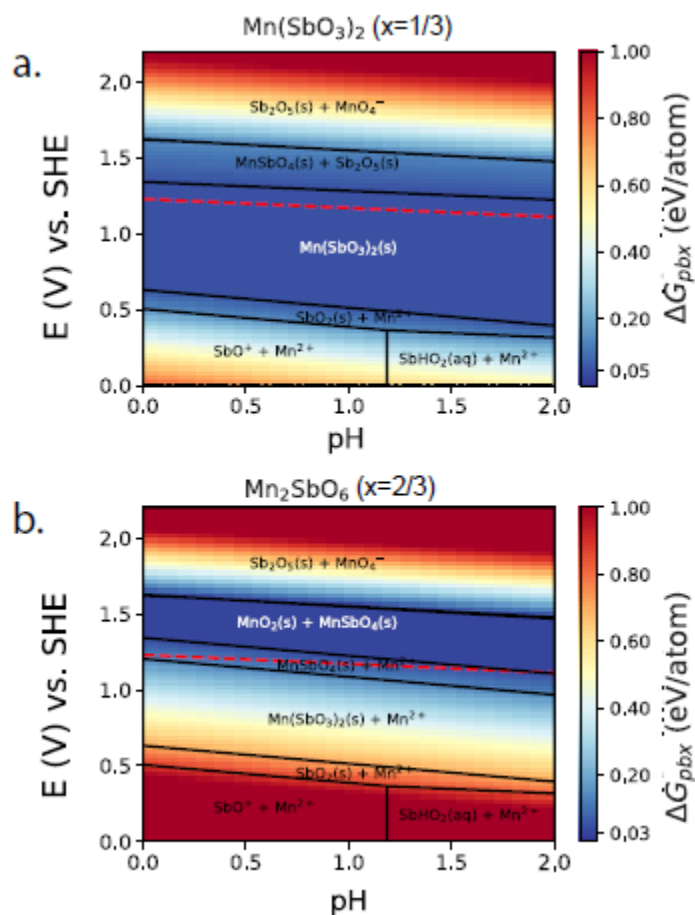 Mn(SbO₃)₂ (x=1/3)
a.
E (V) vs. SHE
2.0
1.5
1.0
0.5
0.0
Sb₂O₅(s) + MnO₄⁻
MnSbO₄(s) + Sb₂O₅(s)
Mn(SbO₃)₂(s)
SbO₂(s) + Mn²⁺
SbO⁺ + Mn²⁺
SbHO₂(aq) + Mn²⁺
0.0 0.5 1.0 1.5 2.0
pH
1.00
0.80
0.60
0.40
0.20
0.05
ΔG_pbx (eV/atom)
Mn₂SbO₆ (x=2/3)
b.
E (V) vs. SHE
2.0
1.5
1.0
0.5
0.0
Sb₂O₅(s) + MnO₄⁻
MnO₂(s) + MnSbO₄(s)
MnSbO₄(s) + Mn²⁺
Mn(SbO₃)₂(s) + Mn²⁺
SbO₂(s) + Mn²⁺
SbO⁺ + Mn²⁺
SbHO₂(aq) + Mn²⁺
0.0 0.5 1.0 1.5 2.0
pH
1.00
0.80
0.60
0.40
0.20
0.03
ΔG_pbx (eV/atom)